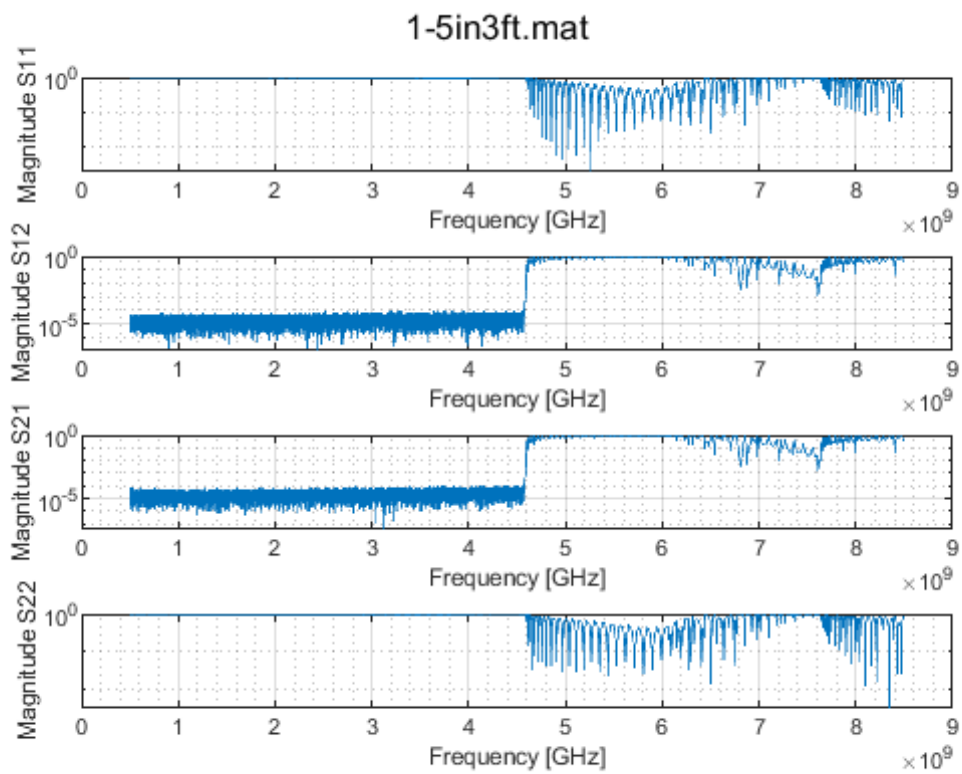 1-5in3ft.mat
Magnitude S11
10^0
0 1 2 3 4 5 6 7 8 9
Frequency [GHz]
×10^9
Magnitude S12
10^0
10^-5
0 1 2 3 4 5 6 7 8 9
Frequency [GHz]
×10^9
Magnitude S21
10^0
10^-5
0 1 2 3 4 5 6 7 8 9
Frequency [GHz]
×10^9
Magnitude S22
10^0
0 1 2 3 4 5 6 7 8 9
Frequency [GHz]
×10^9